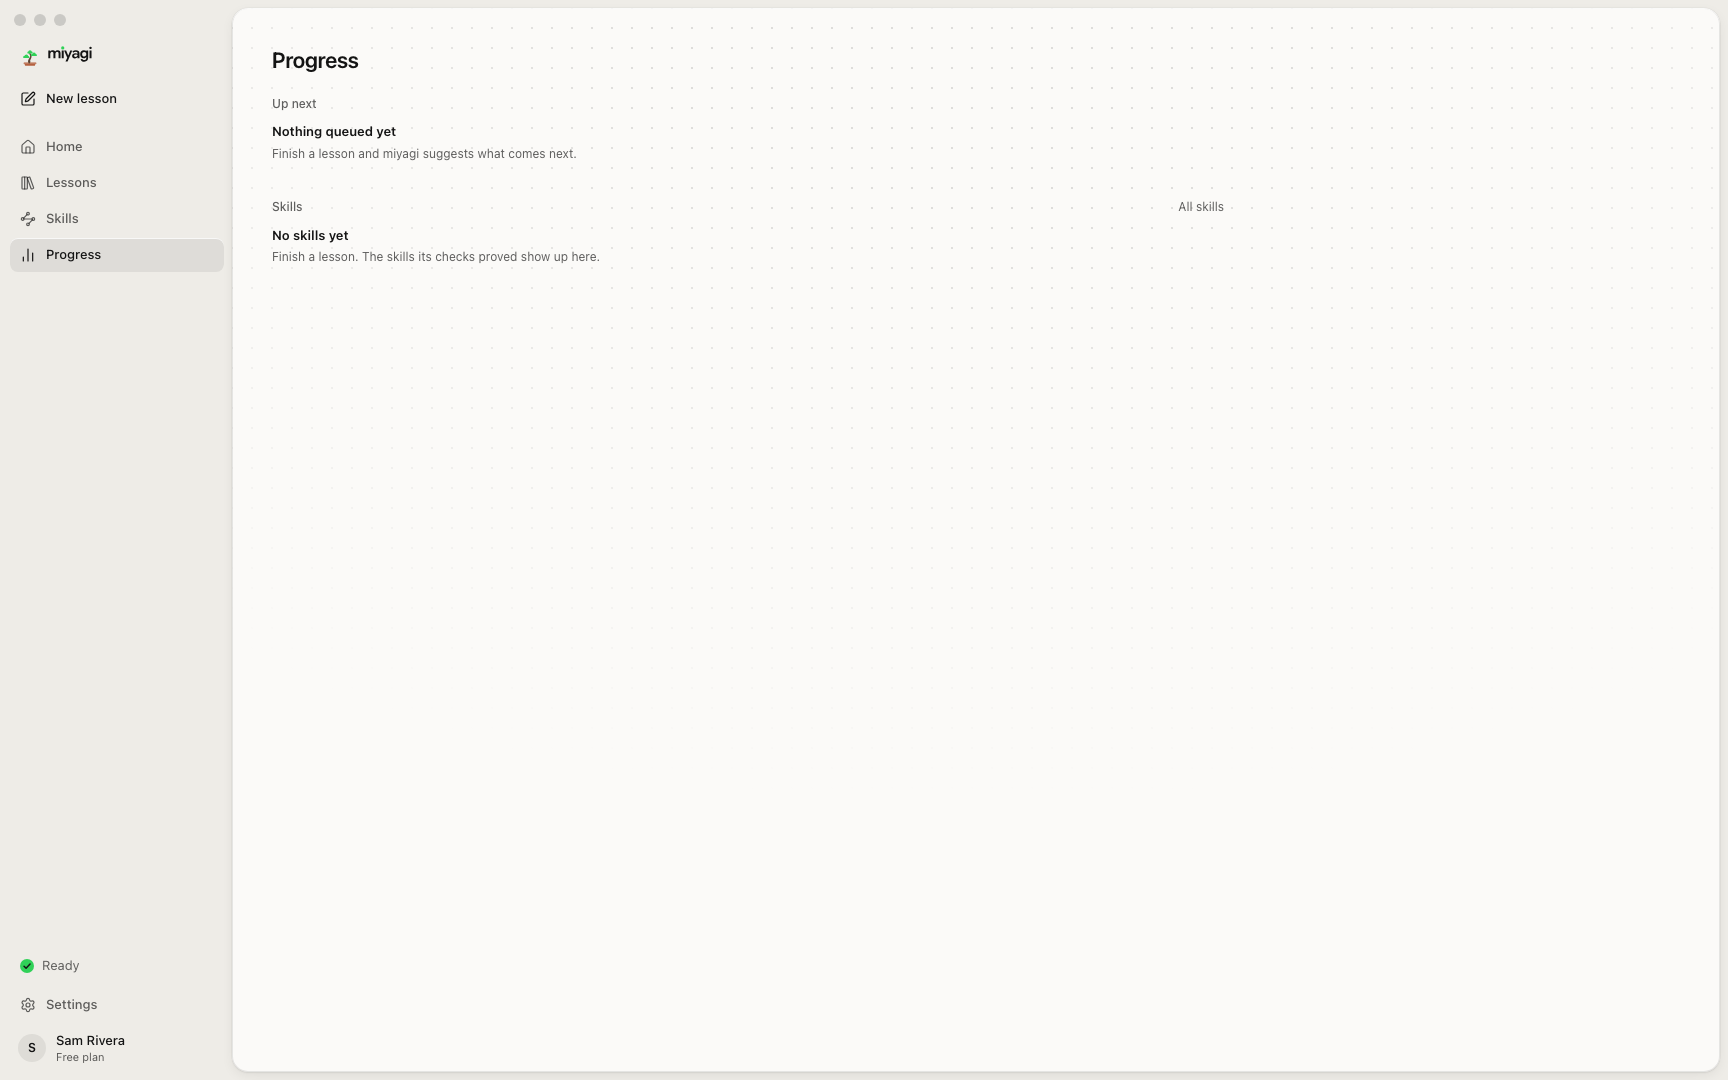 miyagi
New lesson
Home
Lessons
Skills
Progress
Ready
Settings
S
Sam Rivera
Free plan
Progress
Up next
Nothing queued yet
Finish a lesson and miyagi suggests what comes next.
Skills
All skills
No skills yet
Finish a lesson. The skills its checks proved show up here.